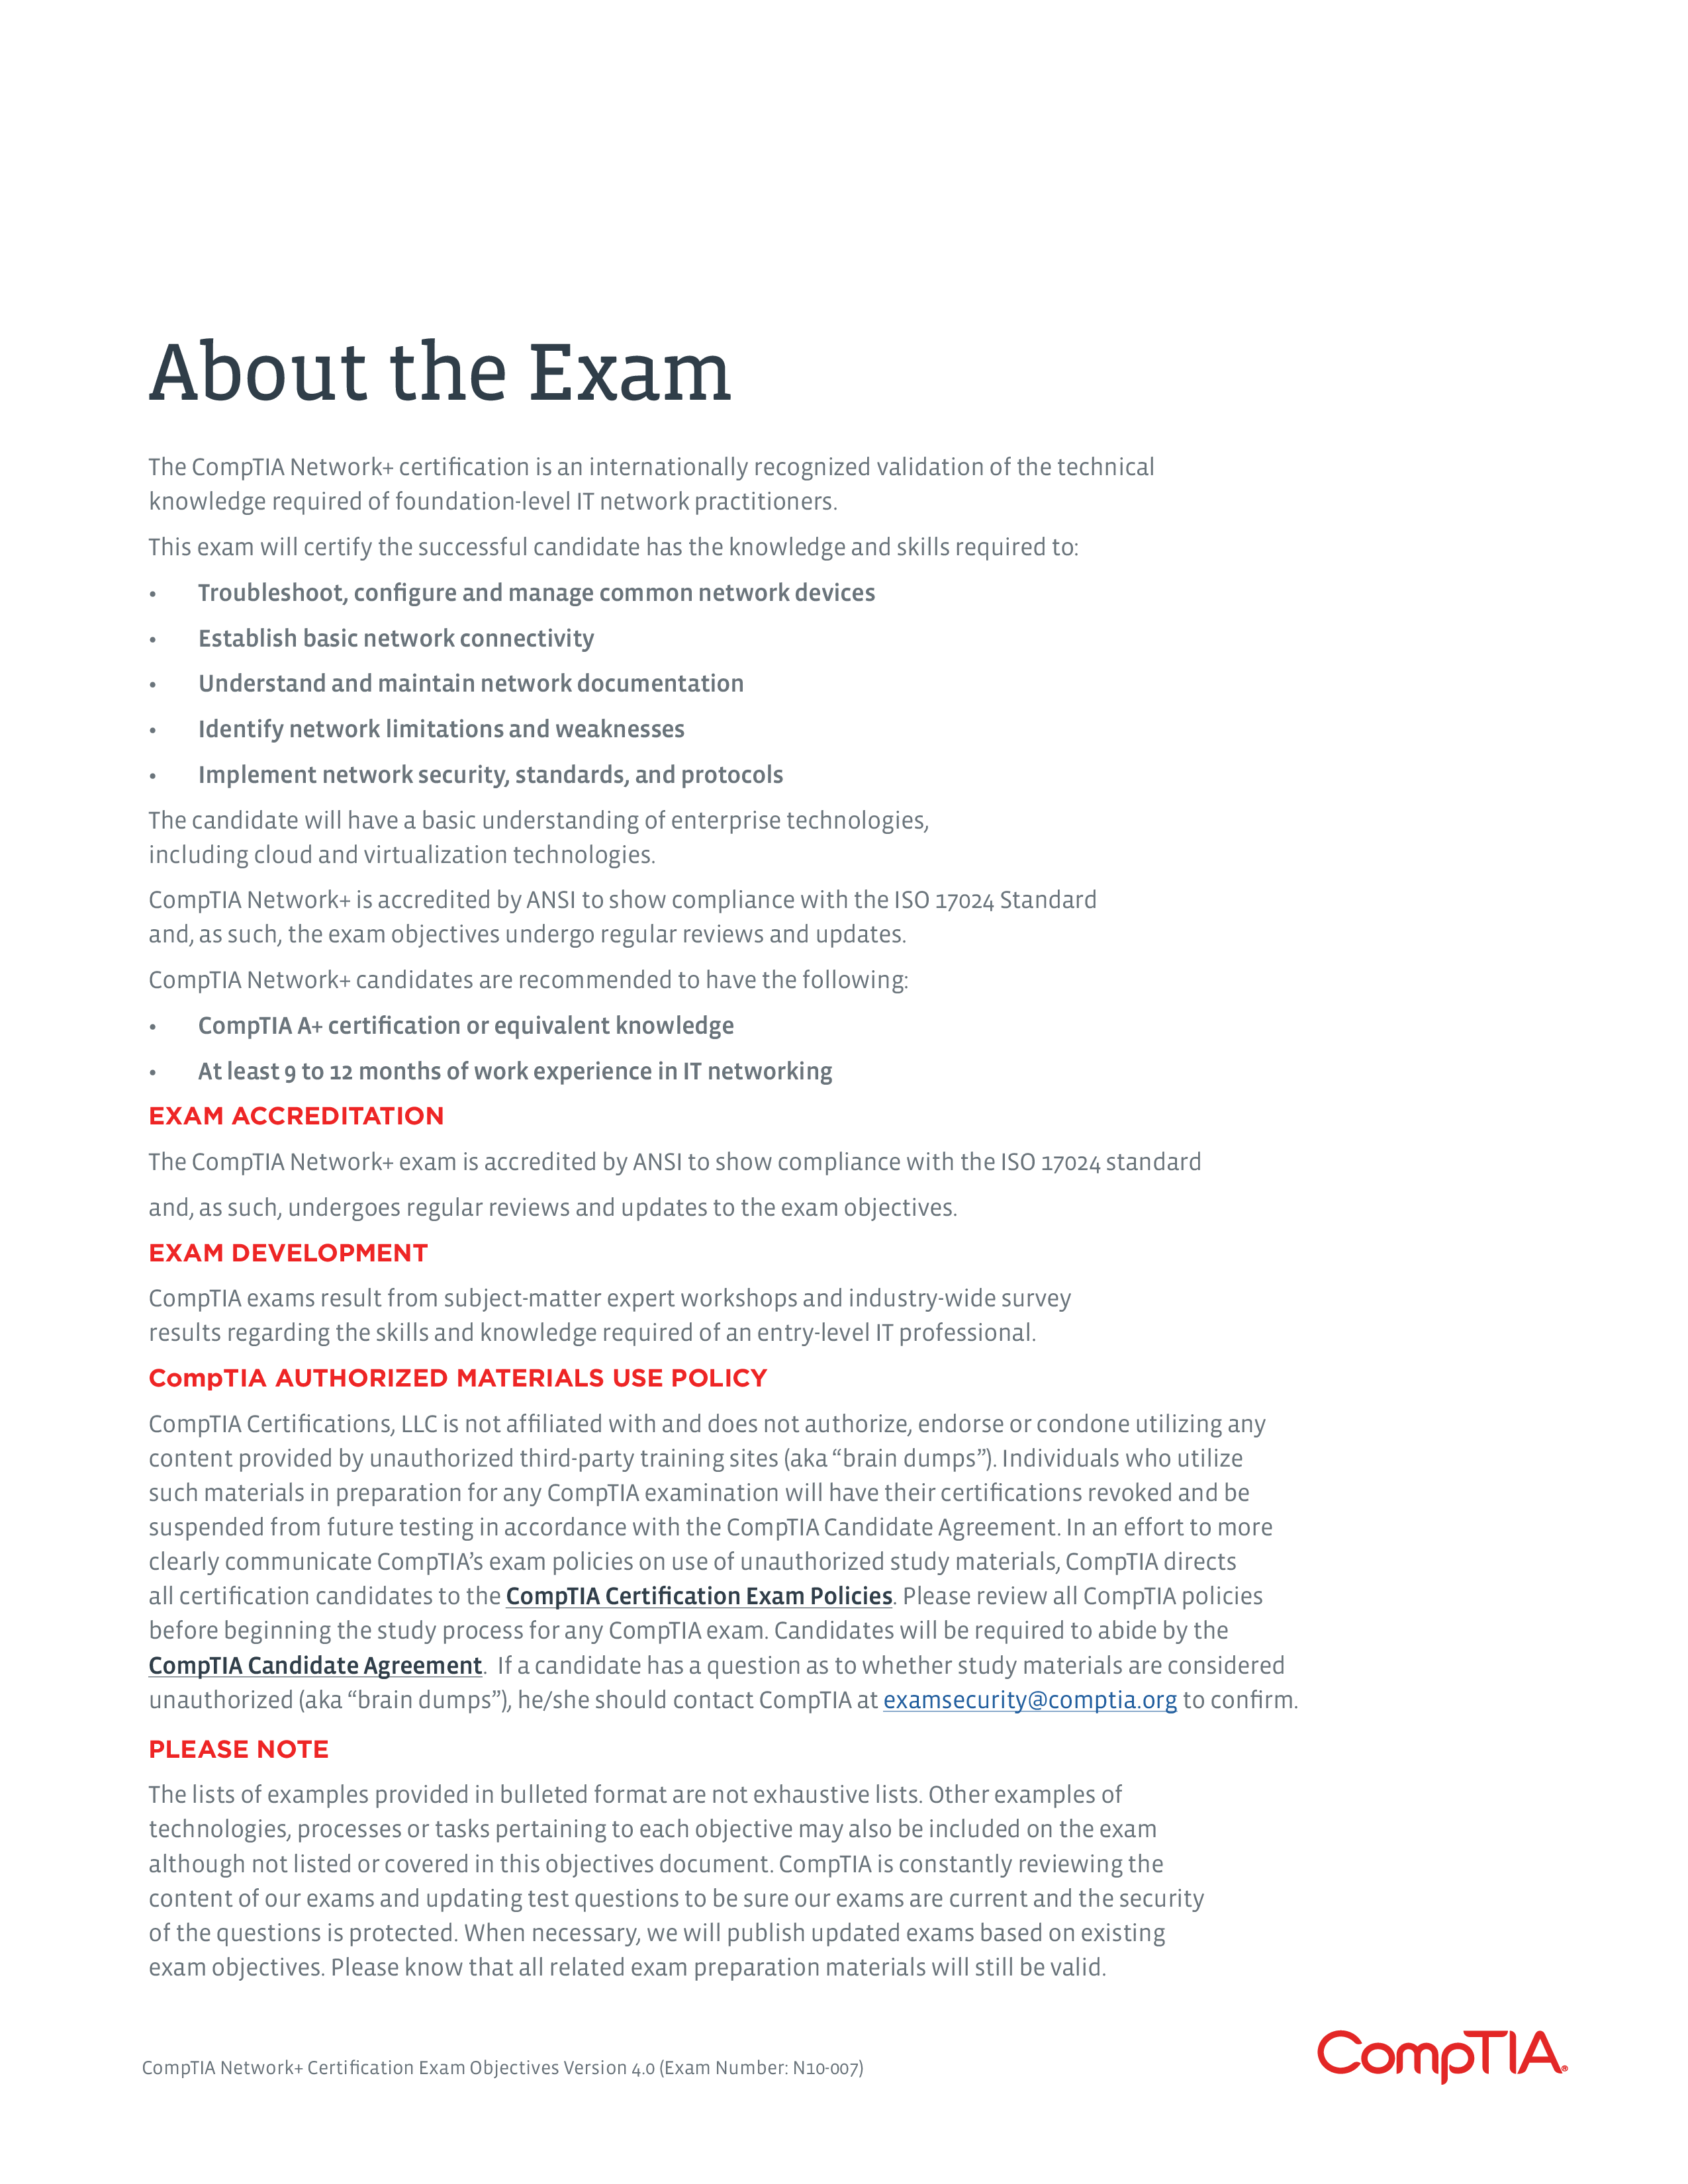 About the Exam
The CompTIA Network+ certification is an internationally recognized validation of the technical
knowledge required of foundation-level IT network practitioners.
This exam will certify the successful candidate has the knowledge and skills required to:
• Troubleshoot, configure and manage common network devices
• Establish basic network connectivity
• Understand and maintain network documentation
• Identify network limitations and weaknesses
• Implement network security, standards, and protocols
The candidate will have a basic understanding of enterprise technologies,
including cloud and virtualization technologies.
CompTIA Network+ is accredited by ANSI to show compliance with the ISO 17024 Standard
and, as such, the exam objectives undergo regular reviews and updates.
CompTIA Network+ candidates are recommended to have the following:
• CompTIA A+ certification or equivalent knowledge
• At least 9 to 12 months of work experience in IT networking
EXAM ACCREDITATION
The CompTIA Network+ exam is accredited by ANSI to show compliance with the ISO 17024 standard
and, as such, undergoes regular reviews and updates to the exam objectives.
EXAM DEVELOPMENT
CompTIA exams result from subject-matter expert workshops and industry-wide survey
results regarding the skills and knowledge required of an entry-level IT professional.
CompTIA AUTHORIZED MATERIALS USE POLICY
CompTIA Certifications, LLC is not affiliated with and does not authorize, endorse or condone utilizing any
content provided by unauthorized third-party training sites (aka “brain dumps”). Individuals who utilize
such materials in preparation for any CompTIA examination will have their certifications revoked and be
suspended from future testing in accordance with the CompTIA Candidate Agreement. In an effort to more
clearly communicate CompTIA’s exam policies on use of unauthorized study materials, CompTIA directs
all certification candidates to the CompTIA Certification Exam Policies. Please review all CompTIA policies
before beginning the study process for any CompTIA exam. Candidates will be required to abide by the
CompTIA Candidate Agreement. If a candidate has a question as to whether study materials are considered
unauthorized (aka “brain dumps”), he/she should contact CompTIA at examsecurity@comptia.org to confirm.
PLEASE NOTE
The lists of examples provided in bulleted format are not exhaustive lists. Other examples of
technologies, processes or tasks pertaining to each objective may also be included on the exam
although not listed or covered in this objectives document. CompTIA is constantly reviewing the
content of our exams and updating test questions to be sure our exams are current and the security
of the questions is protected. When necessary, we will publish updated exams based on existing
exam objectives. Please know that all related exam preparation materials will still be valid.
CompTIA Network+ Certification Exam Objectives Version 4.0 (Exam Number: N10-007)
CompTIA®